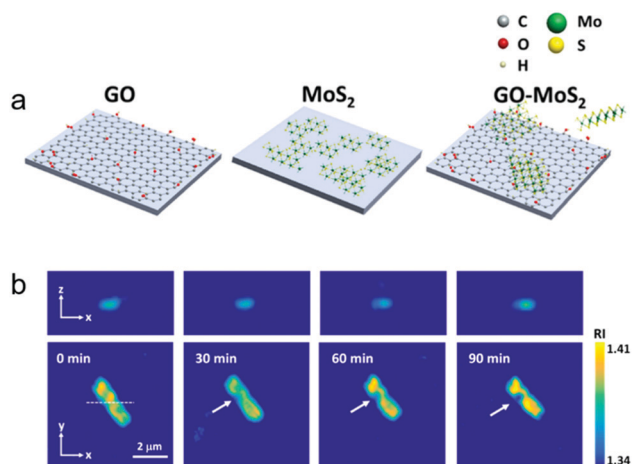 C Mo
O S
H
a
GO MoS₂ GO-MoS₂
b
z
x
0 min 30 min 60 min 90 min
RI
1.41
y
x
2 μm
1.34